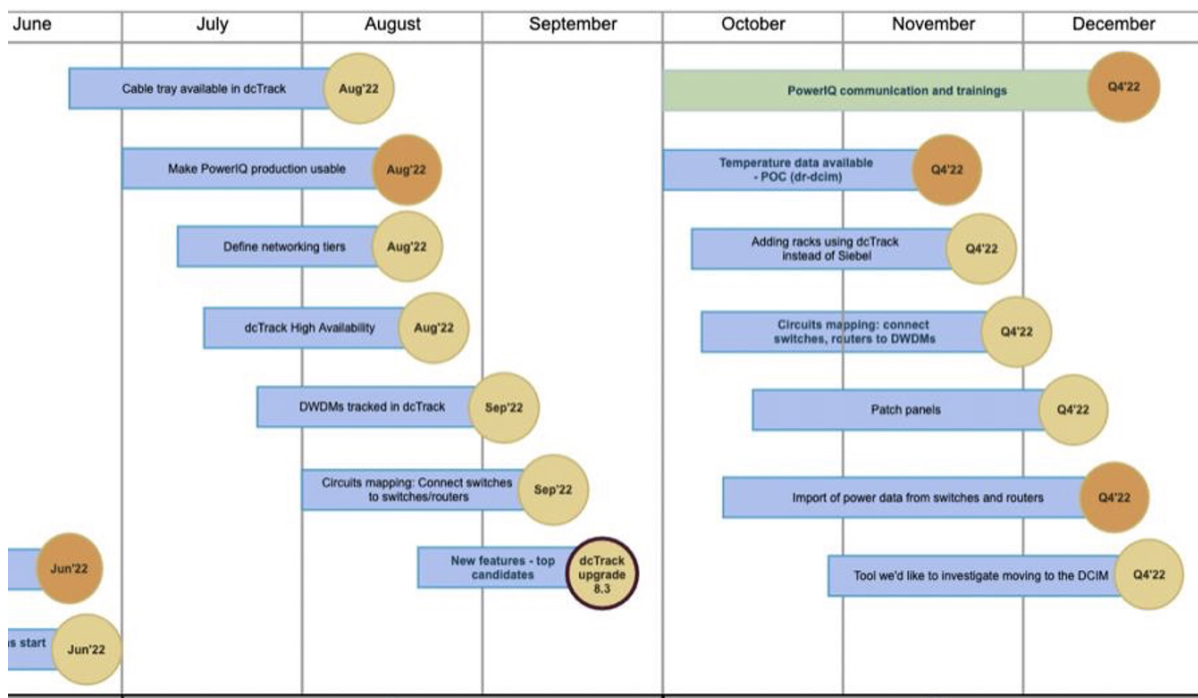 June
July
August
September
October
November
December
Cable tray available in dcTrack
Aug'22
PowerIQ communication and trainings
Q4'22
Make PowerIQ production usable
Aug'22
Temperature data available
- POC (dr-dcim)
Q4'22
Define networking tiers
Aug'22
Adding racks using dcTrack
instead of Siebel
Q4'22
dcTrack High Availability
Aug'22
Circuits mapping: connect
switches, routers to DWDMs
Q4'22
DWDMs tracked in dcTrack
Sep'22
Patch panels
Q4'22
Circuits mapping: Connect switches
to switches/routers
Sep'22
Import of power data from switches and routers
Q4'22
Jun'22
New features - top
candidates
dcTrack
upgrade
8.3
Tool we'd like to investigate moving to the DCIM
Q4'22
s start
Jun'22